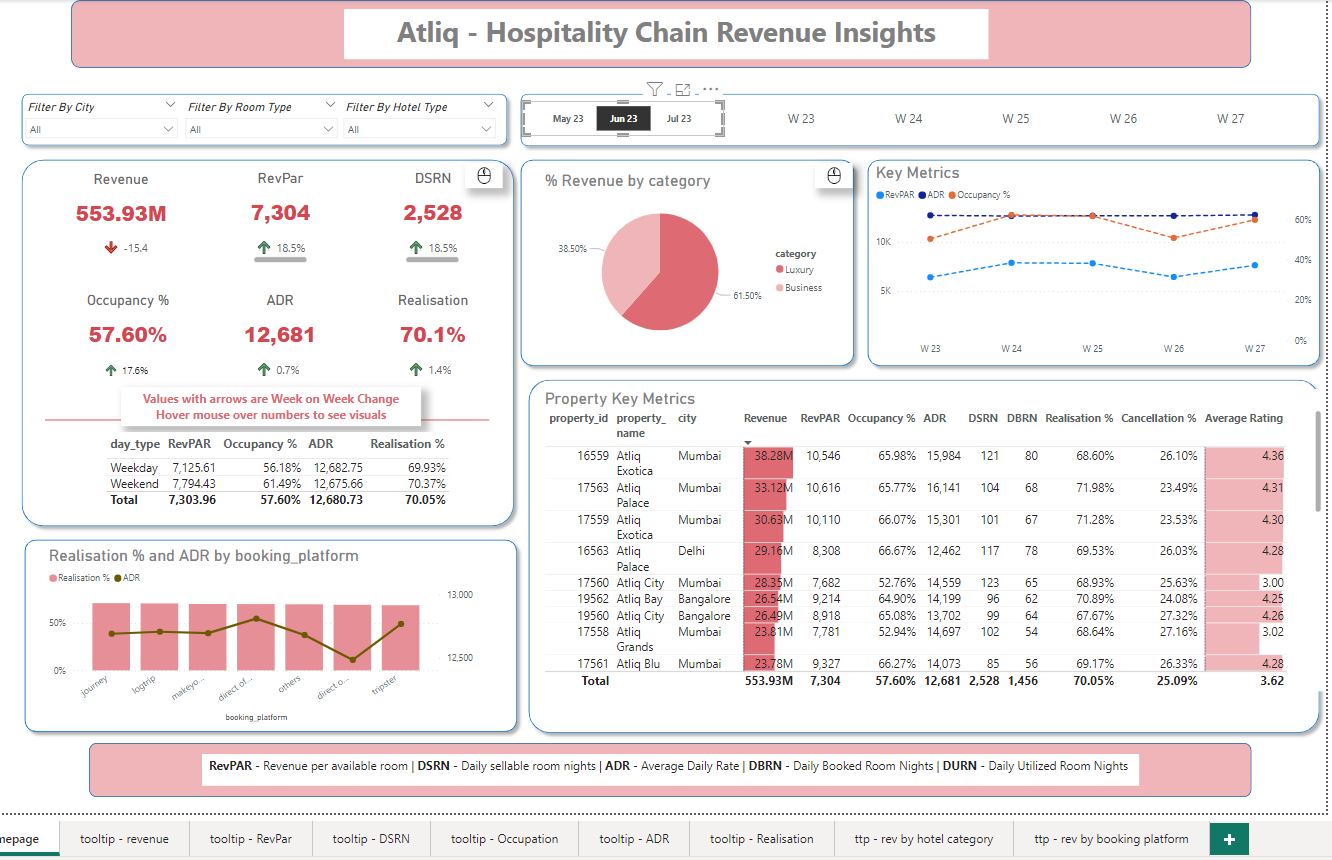 Atliq - Hospitality Chain Revenue Insights
Filter By City
Filter By Room Type
Filter By Hotel Type
All
All
All
May 23
Jun 23
Jul 23
W 23
W 24
W 25
W 26
W 27
Revenue
RevPar
DSRN
553.93M
7,304
2,528
-15.4
18.5%
18.5%
Occupancy %
ADR
Realisation
57.60%
12,681
70.1%
17.6%
0.7%
1.4%
Values with arrows are Week on Week Change
Hover mouse over numbers to see visuals
day_type RevPAR Occupancy % ADR Realisation %
Weekday 7,125.61 56.18% 12,682.75 69.93%
Weekend 7,794.43 61.49% 12,675.66 70.37%
Total 7,303.96 57.60% 12,680.73 70.05%
% Revenue by category
38.50%
61.50%
category
Luxury
Business
Key Metrics
RevPAR ADR Occupancy %
10K
5K
60%
40%
20%
0%
W 23 W 24 W 25 W 26 W 27
Realisation % and ADR by booking_platform
Realisation % ADR
50%
0%
13,000
12,500
journey
logtrip
makeyo...
direct of...
others
direct o...
tripster
booking_platform
Property Key Metrics
property_id property_ city Revenue RevPAR Occupancy % ADR DSRN DBRN Realisation % Cancellation % Average Rating
name
16559 Atliq Mumbai 38.28M 10,546 65.98% 15,984 121 80 68.60% 26.10% 4.36
Exotica
17563 Atliq Mumbai 33.12M 10,616 65.77% 16,141 104 68 71.98% 23.49% 4.31
Palace
17559 Atliq Mumbai 30.63M 10,110 66.07% 15,301 101 67 71.28% 23.53% 4.30
Exotica
16563 Atliq Delhi 29.16M 8,308 66.67% 12,462 117 78 69.53% 26.03% 4.28
Palace
17560 Atliq City Mumbai 28.35M 7,682 52.76% 14,559 123 65 68.93% 25.63% 3.00
19562 Atliq Bay Bangalore 26.54M 9,214 64.90% 14,199 96 62 70.89% 24.08% 4.25
19560 Atliq City Bangalore 26.49M 8,918 65.08% 13,702 99 64 67.67% 27.32% 4.26
17558 Atliq Mumbai 23.81M 7,781 52.94% 14,697 102 54 68.64% 27.16% 3.02
Grands
17561 Atliq Blu Mumbai 23.78M 9,327 66.27% 14,073 85 56 69.17% 26.33% 4.28
Total 553.93M 7,304 57.60% 12,681 2,528 1,456 70.05% 25.09% 3.62
RevPAR - Revenue per available room | DSRN - Daily sellable room nights | ADR - Average Daily Rate | DBRN - Daily Booked Room Nights | DURN - Daily Utilized Room Nights
mepage
tooltip - revenue
tooltip - RevPar
tooltip - DSRN
tooltip - Occupation
tooltip - ADR
tooltip - Realisation
ttp - rev by hotel category
ttp - rev by booking platform